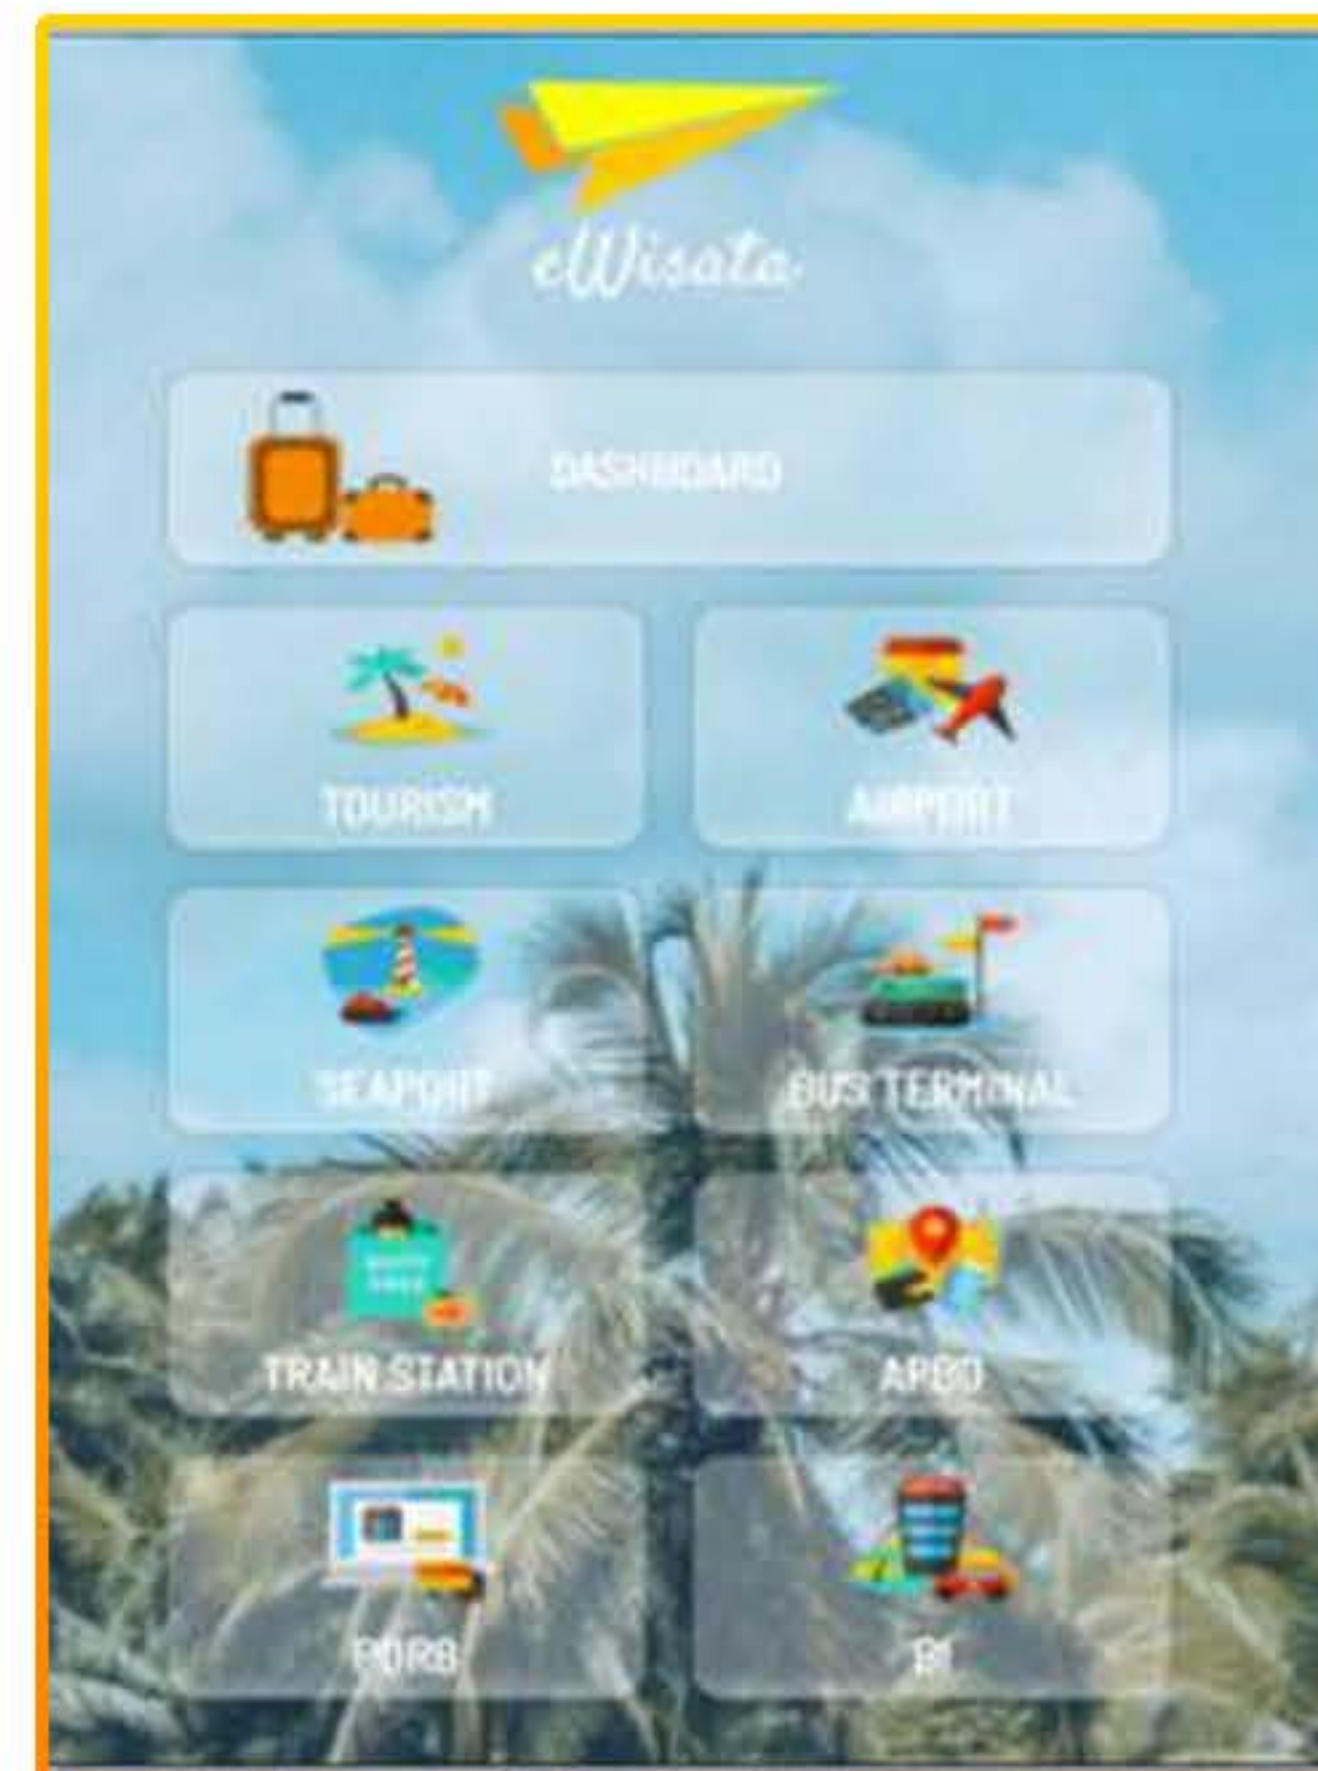 eWisata
DASHBOARD
TOURISM
AIRPORT
SEAPORT
BUS TERMINAL
TRAIN STATION
APBD
PDRB
BI